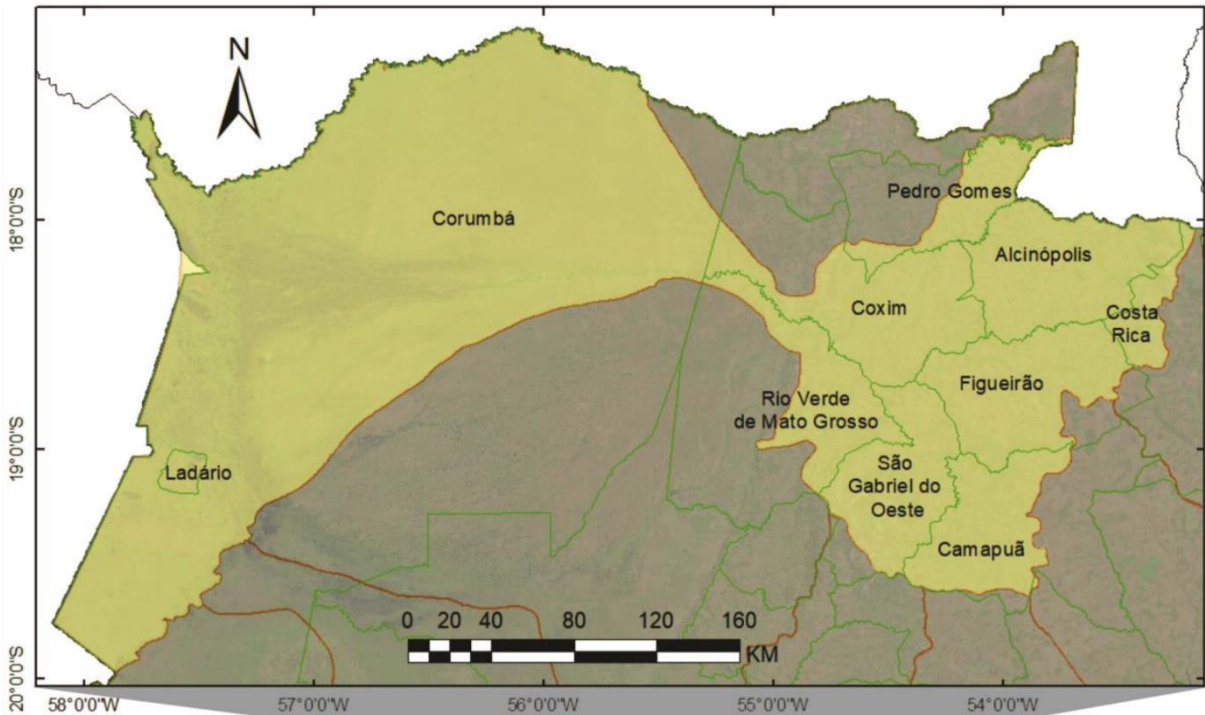 N
Pedro Gomes
Corumbá
Alcinópolis
Coxim
Costa
Rica
Figueirão
Rio Verde
de Mato Grosso
São
Gabriel do
Oeste
Ladário
Camapuã
0 20 40 80 120 160
KM
18°0'0"S
19°0'0"S
20°0'0"S
58°0'0"W 57°0'0"W 56°0'0"W 55°0'0"W 54°0'0"W